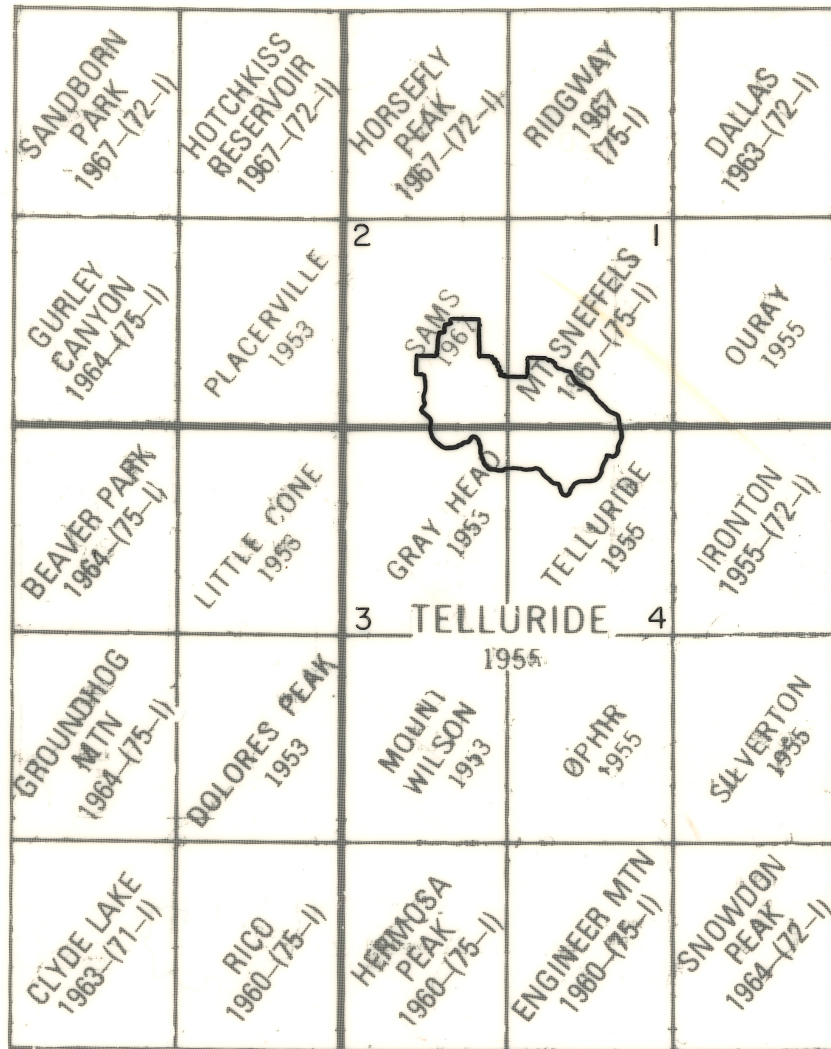 SANDBORN
PARK
1967-(72-I)
HOTCHKISS
RESERVOIR
1967-(72-I)
HORSEFLY
PEAK
1967-(72-I)
RIDGWAY
1967
(75-I)
DALLAS
1963-(72-I)
2
1
GURLEY
CANYON
1964-(75-I)
PLACERVILLE
1953
SAMS
1967
MT SNEFFELS
1967-(75-I)
OURAY
1955
BEAVER PARK
1964-(75-I)
LITTLE CONE
1953
GRAY HEAD
1953
TELLURIDE
1955
IRONTON
1955-(72-I)
3
TELLURIDE
4
1955
GROUNDHOG
MTN
1964-(75-I)
DOLORES PEAK
1953
MOUNT
WILSON
1953
OPHIR
1955
SILVERTON
1955
CLYDE LAKE
1963-(71-I)
RICO
1960-(75-I)
HERMOSA
PEAK
1960-(75-I)
ENGINEER MTN
1960-(75-I)
SNOWDON
PEAK
1964-(72-I)